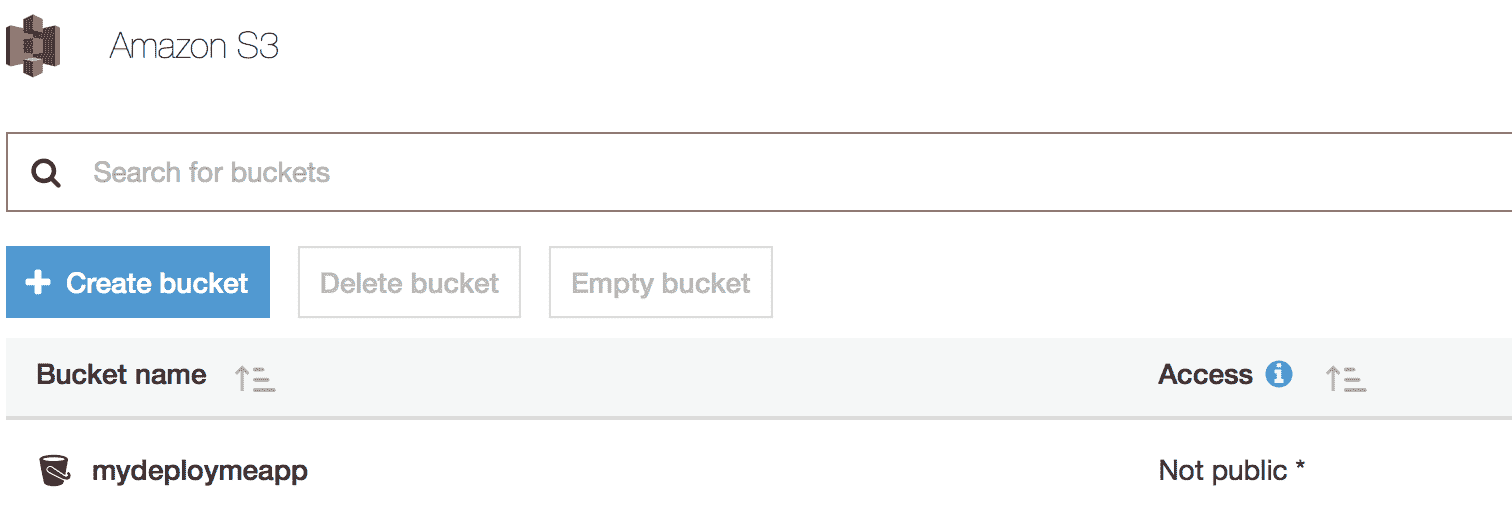 Amazon S3
Search for buckets
+ Create bucket Delete bucket Empty bucket
Bucket name Access
mydeploymeapp Not public *